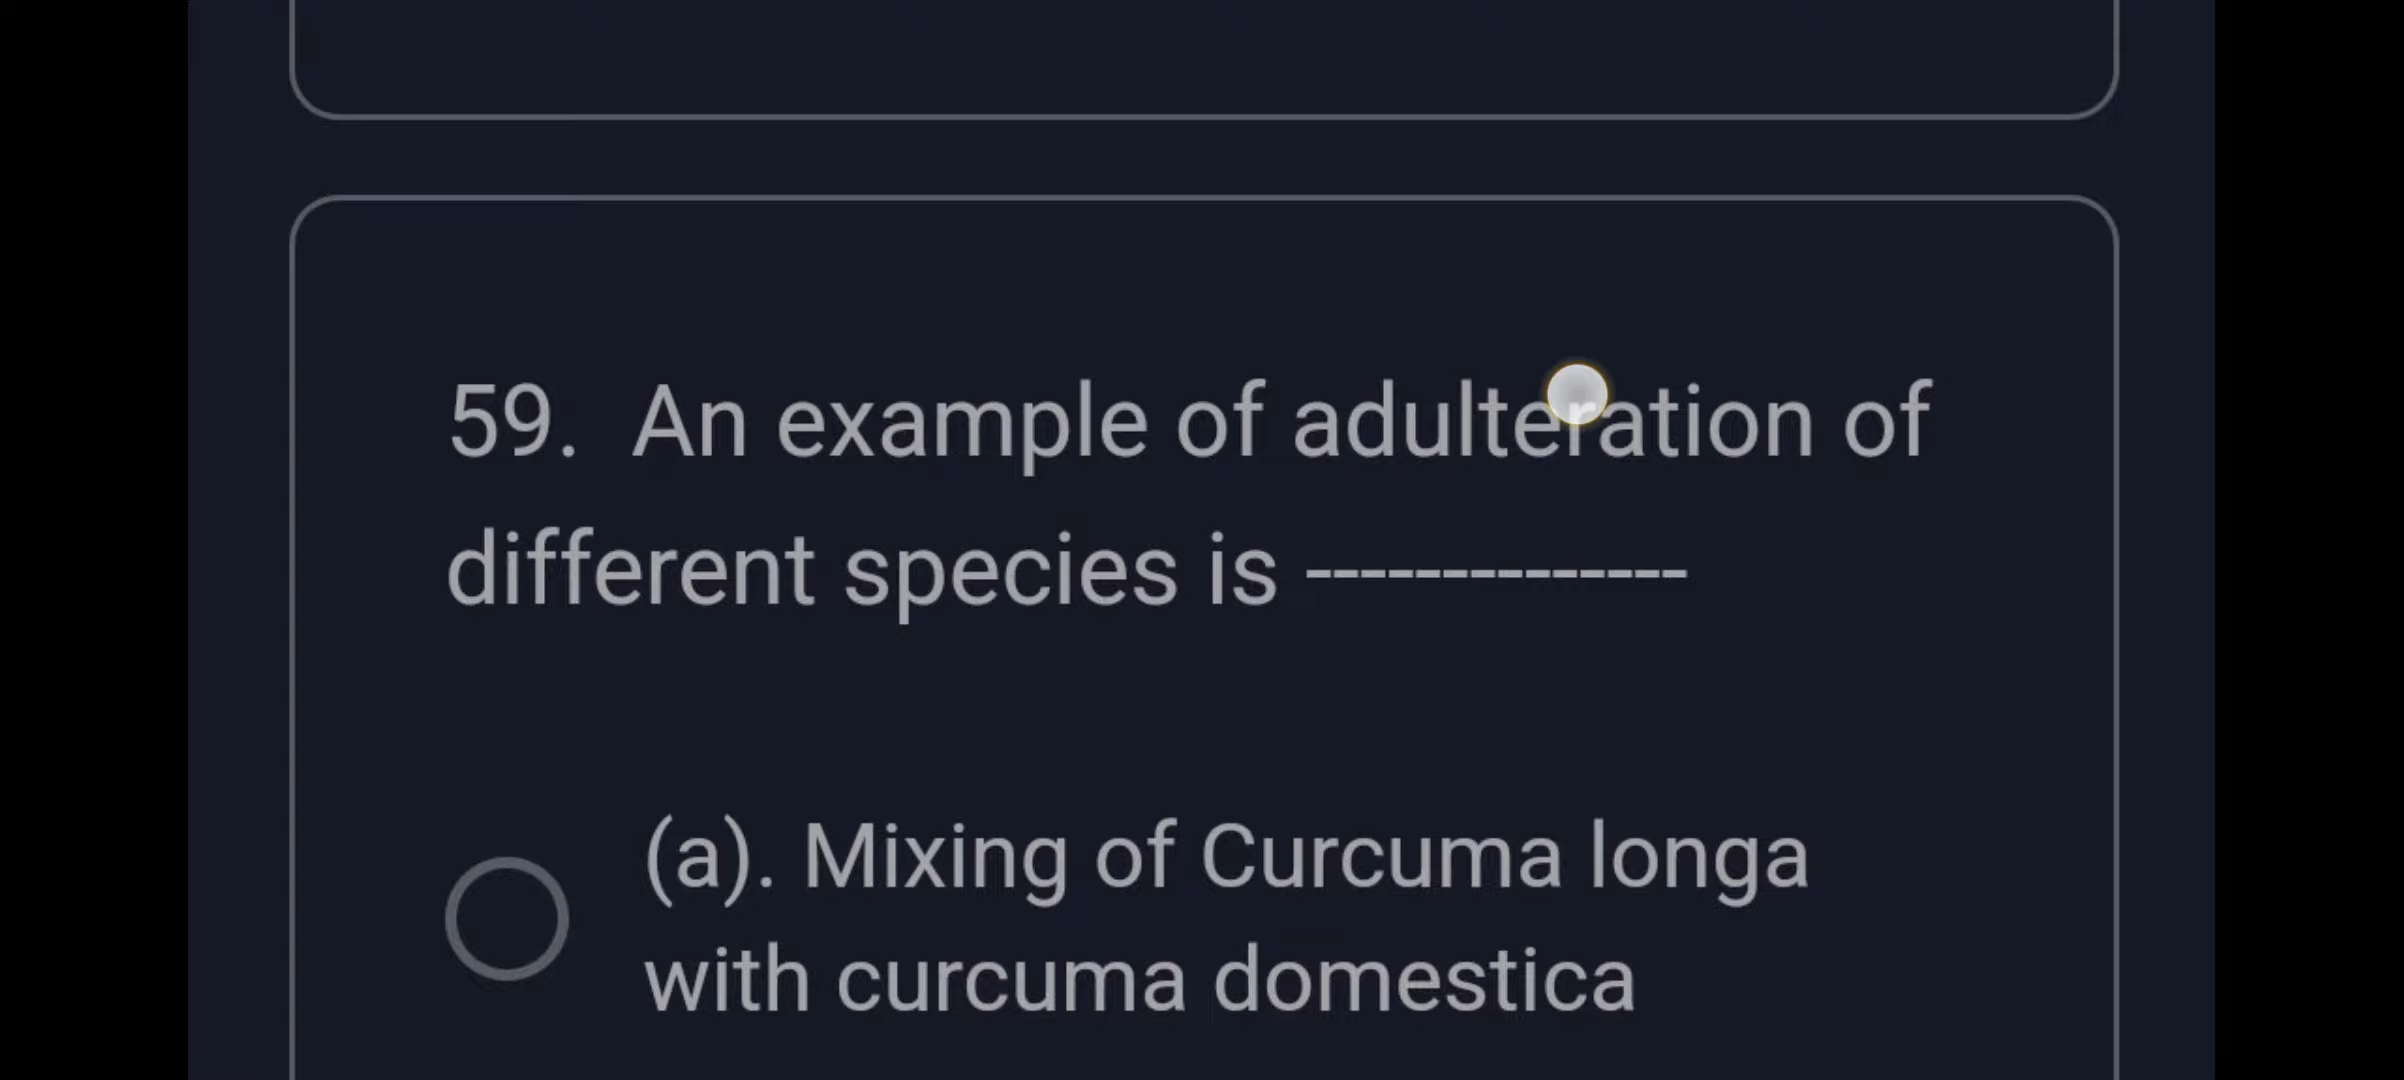 59. An example of adulteration of
different species is --------------
(a). Mixing of Curcuma longa
with curcuma domestica